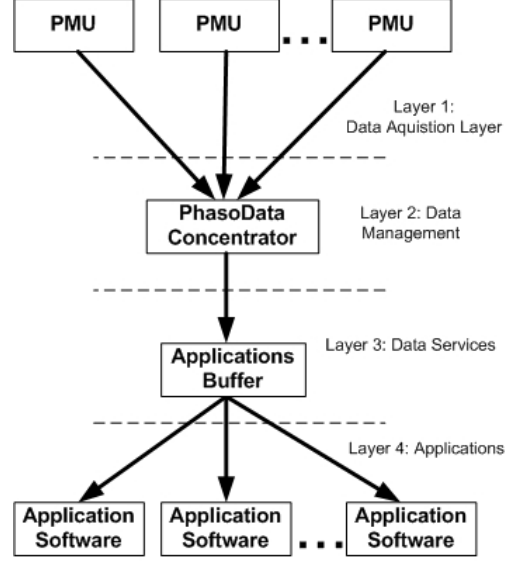 PMU
PMU
PMU
...
Layer 1:
Data Aquistion Layer
PhasoData
Concentrator
Layer 2: Data
Management
Applications
Buffer
Layer 3: Data Services
Layer 4: Applications
Application
Software
Application
Software
...
Application
Software